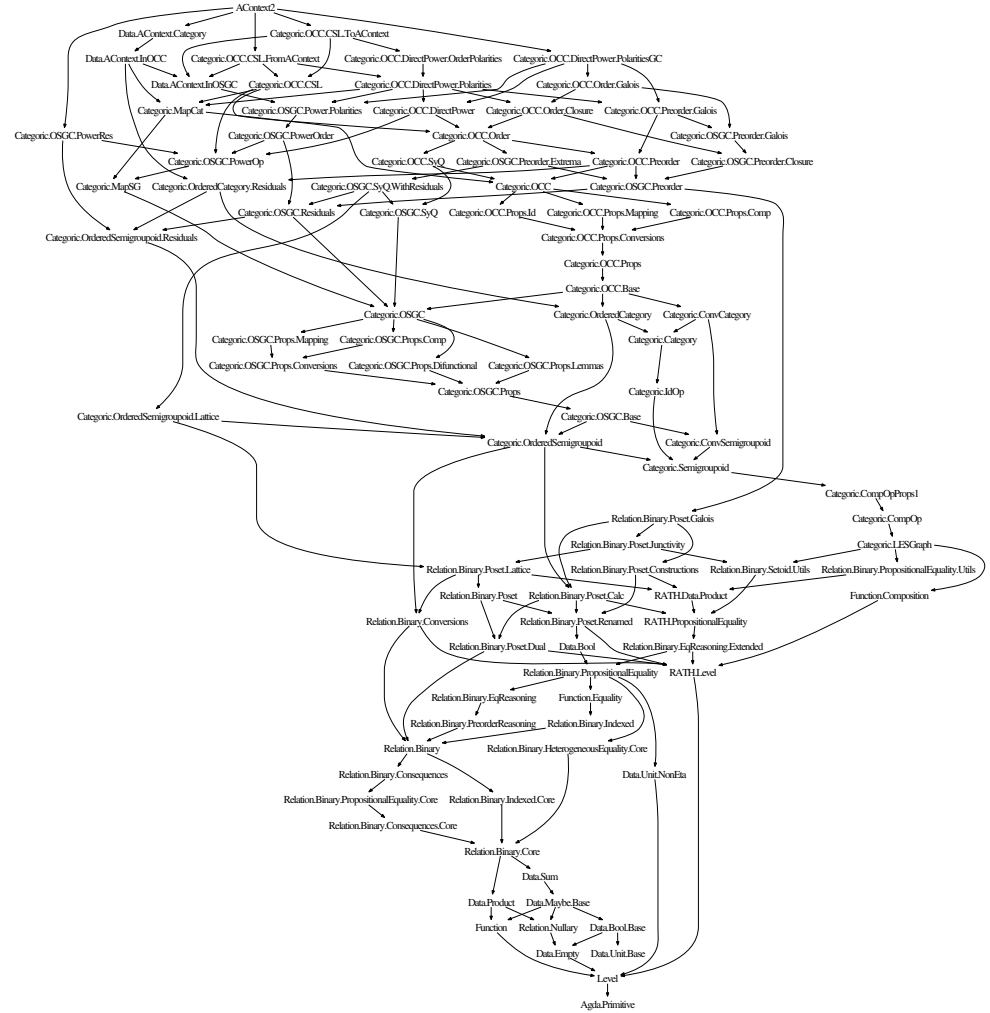 AContext2
Data.AContext.Category
Categoric.OCC.CSL.ToAContext
Data.AContext.InOCC
Categoric.OCC.CSL.FromAContext
Categoric.OCC.DirectPower.OrderPolarities
Categoric.OCC.DirectPower.PolaritiesGC
Data.AContext.InOSGC
Categoric.OCC.CSL
Categoric.OCC.DirectPower.Polarities
Categoric.OCC.Order.Galois
Categoric.MapCat
Categoric.OSGC.Power.Polarities
Categoric.OCC.DirectPower
Categoric.OCC.Order.Closure
Categoric.OCC.Preorder.Galois
Categoric.OSGC.PowerRes
Categoric.OSGC.PowerOrder
Categoric.OCC.Order
Categoric.OSGC.Preorder.Galois
Categoric.OSGC.PowerOp
Categoric.OCC.SyQ
Categoric.OSGC.Preorder.Extrema
Categoric.OCC.Preorder
Categoric.OSGC.Preorder.Closure
Categoric.MapSG
Categoric.OrderedCategory.Residuals
Categoric.OSGC.SyQ.WithResiduals
Categoric.OCC
Categoric.OSGC.Preorder
Categoric.OSGC.Residuals
Categoric.OSGC.SyQ
Categoric.OCC.Props.Id
Categoric.OCC.Props.Mapping
Categoric.OCC.Props.Comp
Categoric.OrderedSemigroupoid.Residuals
Categoric.OCC.Props.Conversions
Categoric.OCC.Props
Categoric.OCC.Base
Categoric.OSGC
Categoric.OrderedCategory
Categoric.ConvCategory
Categoric.OSGC.Props.Mapping
Categoric.OSGC.Props.Comp
Categoric.Category
Categoric.OSGC.Props.Conversions
Categoric.OSGC.Props.Difunctional
Categoric.OSGC.Props.Lemmas
Categoric.OSGC.Props
Categoric.IdOp
Categoric.OrderedSemigroupoid.Lattice
Categoric.OSGC.Base
Categoric.OrderedSemigroupoid
Categoric.ConvSemigroupoid
Categoric.Semigroupoid
Categoric.CompOpProps1
Relation.Binary.Poset.Galois
Categoric.CompOp
Relation.Binary.Poset.Junctivity
Categoric.LESGraph
Relation.Binary.Poset.Lattice
Relation.Binary.Poset.Constructions
Relation.Binary.Setoid.Utils
Relation.Binary.PropositionalEquality.Utils
Relation.Binary.Poset
Relation.Binary.Poset.Calc
RATH.Data.Product
Function.Composition
Relation.Binary.Conversions
Relation.Binary.Poset.Renamed
RATH.PropositionalEquality
Relation.Binary.Poset.Dual
Data.Bool
Relation.Binary.EqReasoning.Extended
Relation.Binary.PropositionalEquality
RATH.Level
Relation.Binary.EqReasoning
Function.Equality
Relation.Binary.PreorderReasoning
Relation.Binary.Indexed
Relation.Binary
Relation.Binary.HeterogeneousEquality.Core
Relation.Binary.Consequences
Data.Unit.NonEta
Relation.Binary.PropositionalEquality.Core
Relation.Binary.Indexed.Core
Relation.Binary.Consequences.Core
Relation.Binary.Core
Data.Sum
Data.Product
Data.Maybe.Base
Function
Relation.Nullary
Data.Bool.Base
Data.Empty
Data.Unit.Base
Level
Agda.Primitive